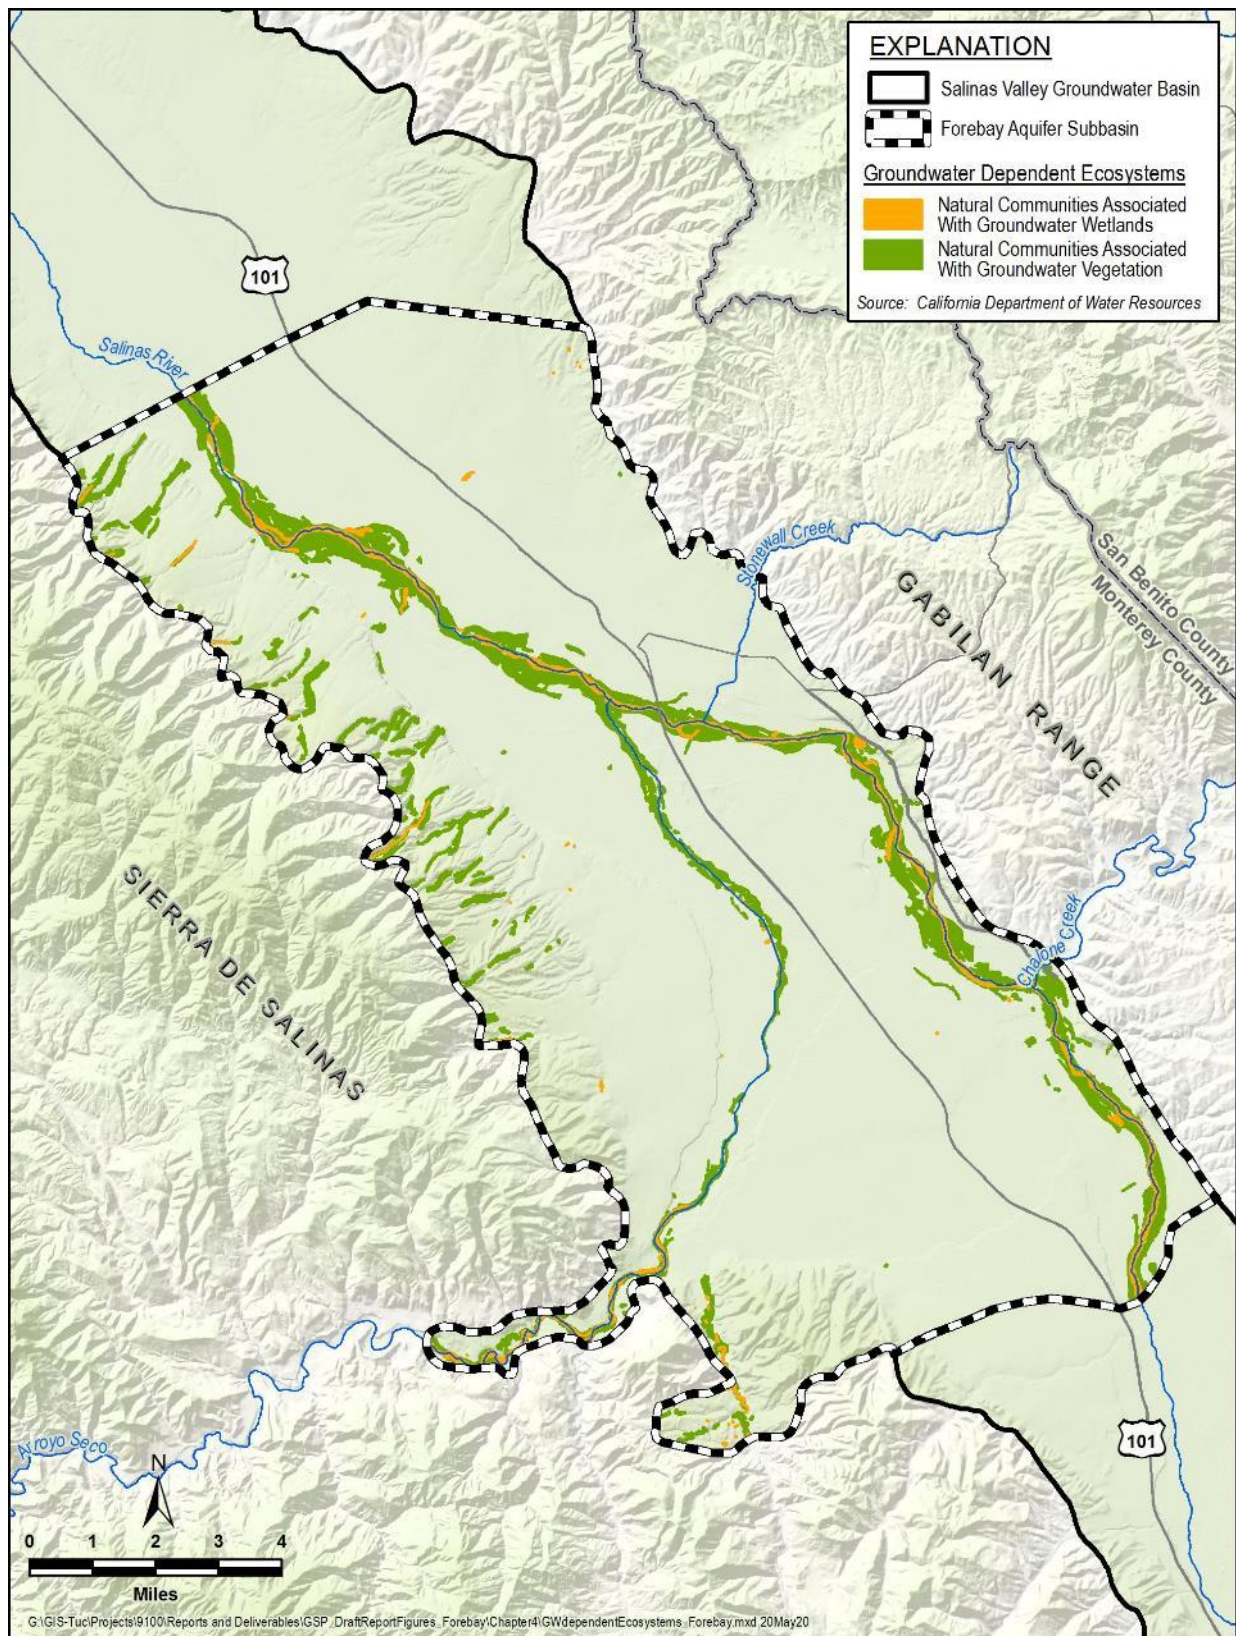 EXPLANATION
Salinas Valley Groundwater Basin
Forebay Aquifer Subbasin
Groundwater Dependent Ecosystems
Natural Communities Associated
With Groundwater Wetlands
Natural Communities Associated
With Groundwater Vegetation
Source: California Department of Water Resources
101
Salinas River
Stonewall Creek
San Benito County
Monterey County
GABILAN RANGE
SIERRA DE SALINAS
Chalone Creek
Arroyo Seco
101
N
0 1 2 3 4
Miles
G:\GIS-Tuc\Projects\9100\Reports and Deliverables\GSP_DraftReportFigures_Forebay\Chapter4\GWdependentEcosystems_Forebay.mxd 20May20